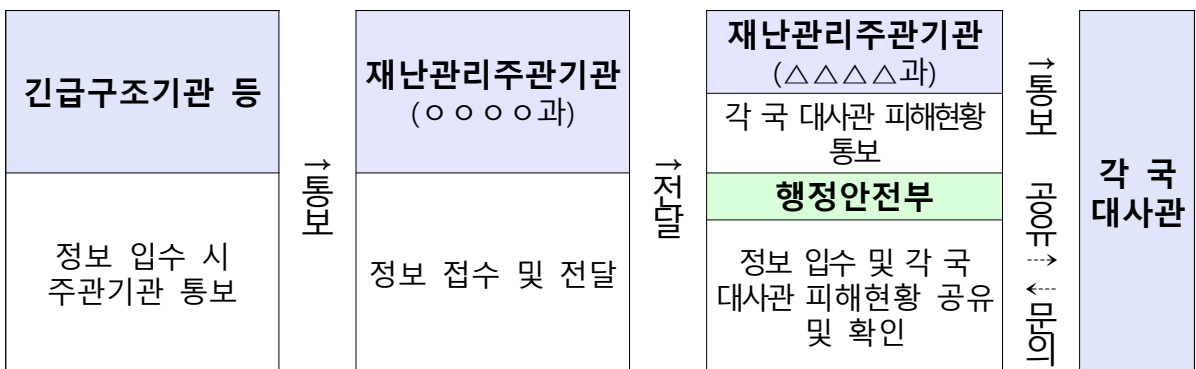 긴급구조기관 등
정보 입수 시
주관기관 통보
→통보
재난관리주관기관
(ㅇㅇㅇㅇ과)
정보 접수 및 전달
→전달
재난관리주관기관
(△△△△과)
각 국 대사관 피해현황
통보
행정안전부
정보 입수 및 각 국
대사관 피해현황 공유
및 확인
→통보
공유⇢
⇠문의
각 국
대사관